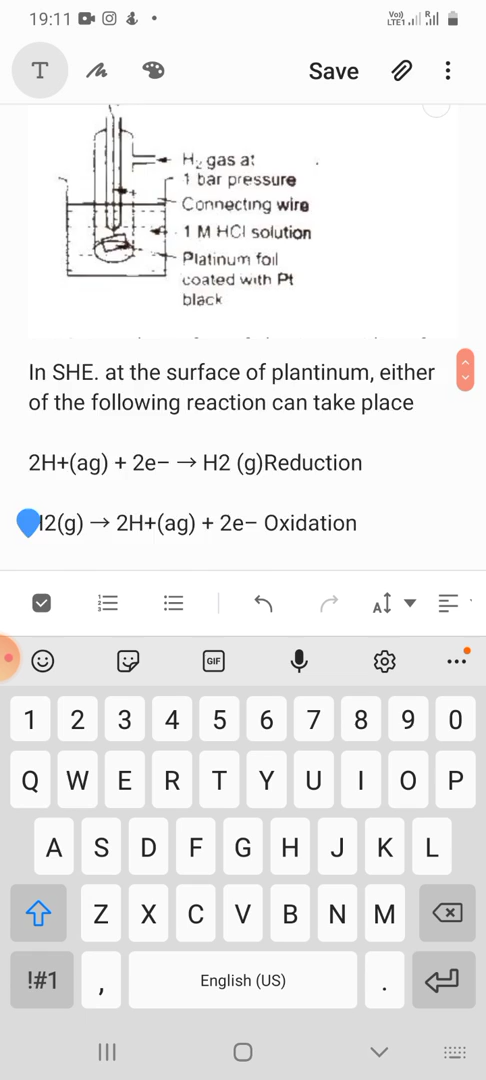 19:11
Vo))
LTE1
R
T
Save
H2 gas at
1 bar pressure
Connecting wire
1 M HCl solution
Platinum foil
coated with Pt
black
In SHE. at the surface of plantinum, either
of the following reaction can take place
2H+(ag) + 2e− → H2 (g)Reduction
H2(g) → 2H+(ag) + 2e− Oxidation
GIF
1 2 3 4 5 6 7 8 9 0
Q W E R T Y U I O P
A S D F G H J K L
Z X C V B N M
!#1 , English (US) .